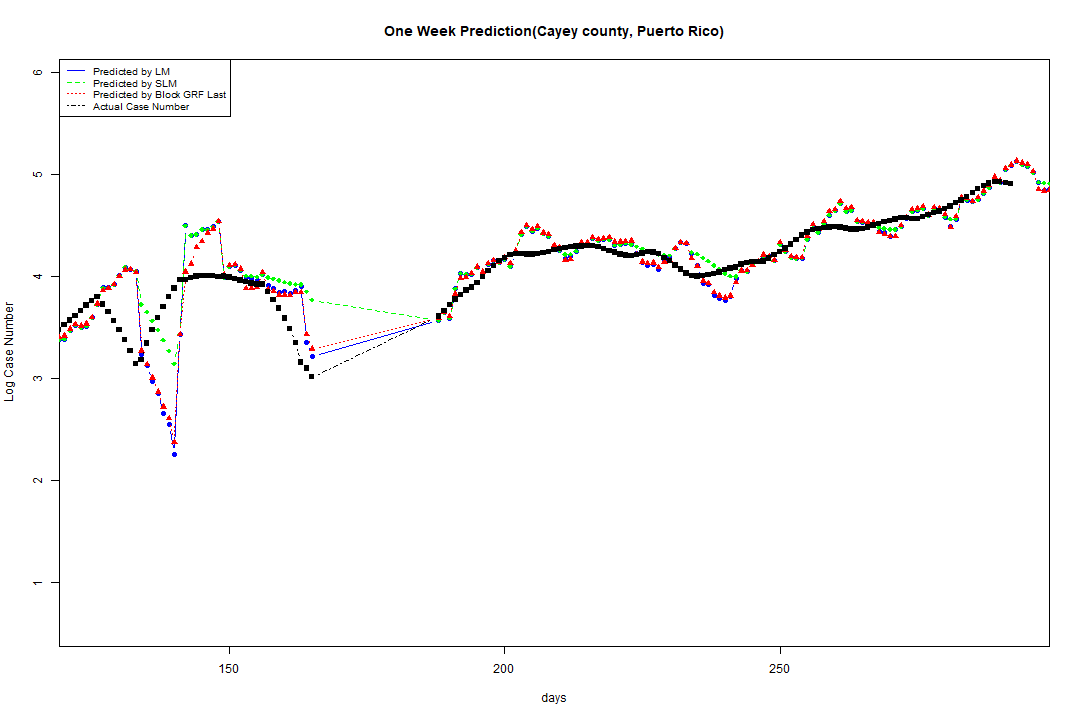 One Week Prediction(Cayey county, Puerto Rico)
Predicted by LM
Predicted by SLM
Predicted by Block GRF Last
Actual Case Number
6
5
4
3
2
1
Log Case Number
150
200
250
days